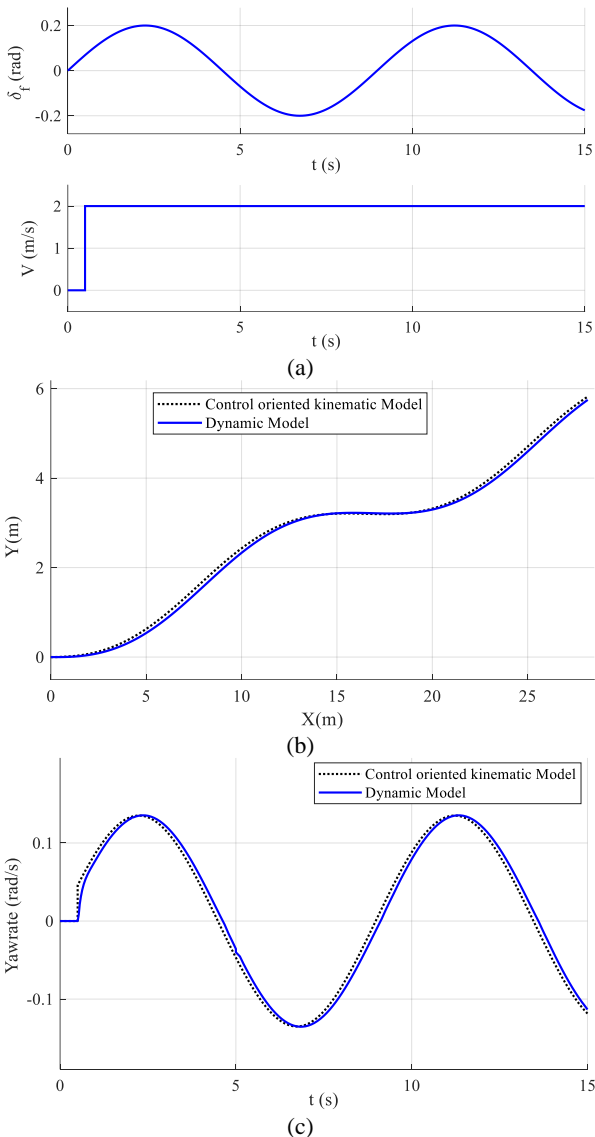 0.2
0
-0.2
δf (rad)
0 5 10 15
t (s)
2
1
0
V (m/s)
0 5 10 15
t (s)
(a)
6
4
2
0
Y(m)
Control oriented kinematic Model
Dynamic Model
0 5 10 15 20 25
X(m)
(b)
Control oriented kinematic Model
Dynamic Model
0.1
0
-0.1
Yawrate (rad/s)
0 5 10 15
t (s)
(c)